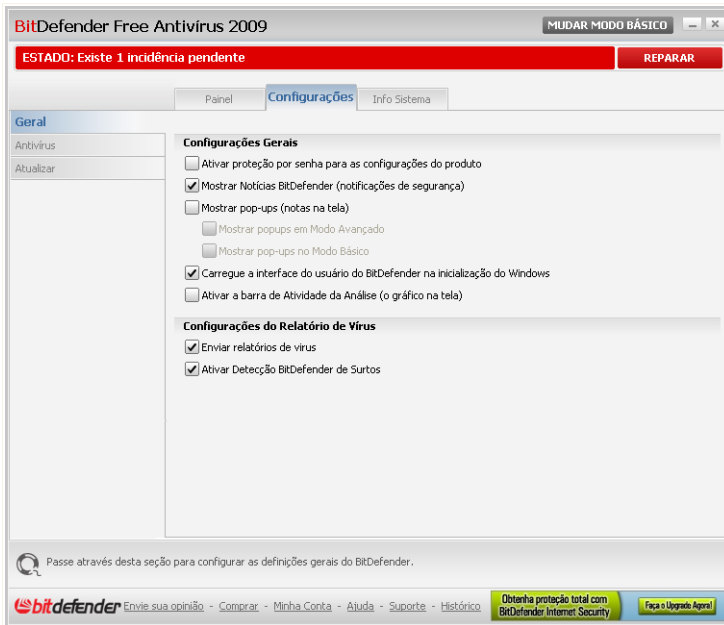 BitDefender Free Antivírus 2009
MUDAR MODO BÁSICO
ESTADO: Existe 1 incidência pendente
REPARAR
Painel
Configurações
Info Sistema
Geral
Antivírus
Atualizar
Configurações Gerais
Ativar proteção por senha para as configurações do produto
Mostrar Notícias BitDefender (notificações de segurança)
Mostrar pop-ups (notas na tela)
Mostrar popups em Modo Avançado
Mostrar pop-ups no Modo Básico
Carregue a interface do usuário do BitDefender na inicialização do Windows
Ativar a barra de Atividade da Análise (o gráfico na tela)
Configurações do Relatório de Vírus
Enviar relatórios de virus
Ativar Detecção BitDefender de Surtos
Passe através desta seção para configurar as definições gerais do BitDefender.
bitdefender
Envie sua opinião - Comprar - Minha Conta - Ajuda - Suporte - Histórico
Obtenha proteção total com
BitDefender Internet Security
Faça o Upgrade Agora!